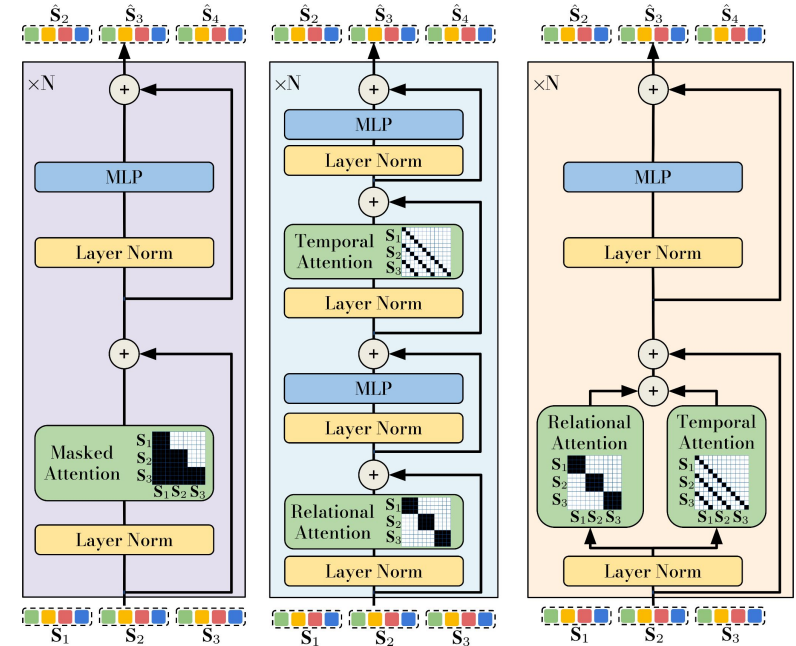 Ŝ₂ Ŝ₃ Ŝ₄
×N
+
MLP
Layer Norm
+
Masked
Attention
S₁
S₂
S₃
S₁ S₂ S₃
Layer Norm
S₁ S₂ S₃
Ŝ₂ Ŝ₃ Ŝ₄
×N
+
MLP
Layer Norm
+
Temporal
Attention
S₁
S₂
S₃
Layer Norm
+
MLP
Layer Norm
+
Relational
Attention
S₁
S₂
S₃
Layer Norm
S₁ S₂ S₃
Ŝ₂ Ŝ₃ Ŝ₄
×N
+
MLP
Layer Norm
+
+
Relational
Attention
S₁
S₂
S₃
S₁ S₂ S₃
Temporal
Attention
S₁
S₂
S₃
S₁ S₂ S₃
Layer Norm
S₁ S₂ S₃